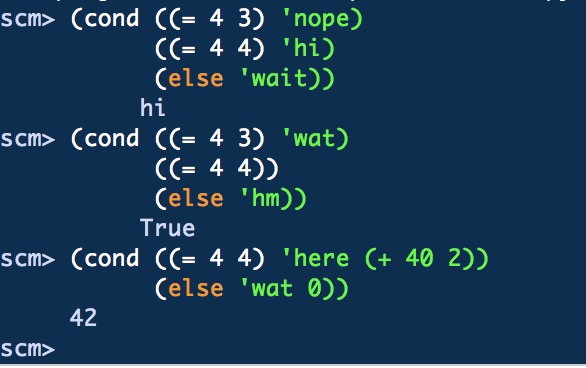 scm> (cond ((= 4 3) 'nope)
((= 4 4) 'hi)
(else 'wait))
hi
scm> (cond ((= 4 3) 'wat)
((= 4 4))
(else 'hm))
True
scm> (cond ((= 4 4) 'here (+ 40 2))
(else 'wat 0))
42
scm>